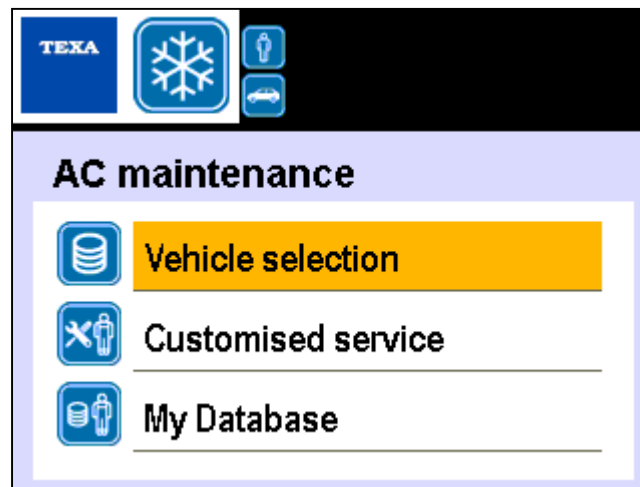 TEXA
AC maintenance
Vehicle selection
Customised service
My Database